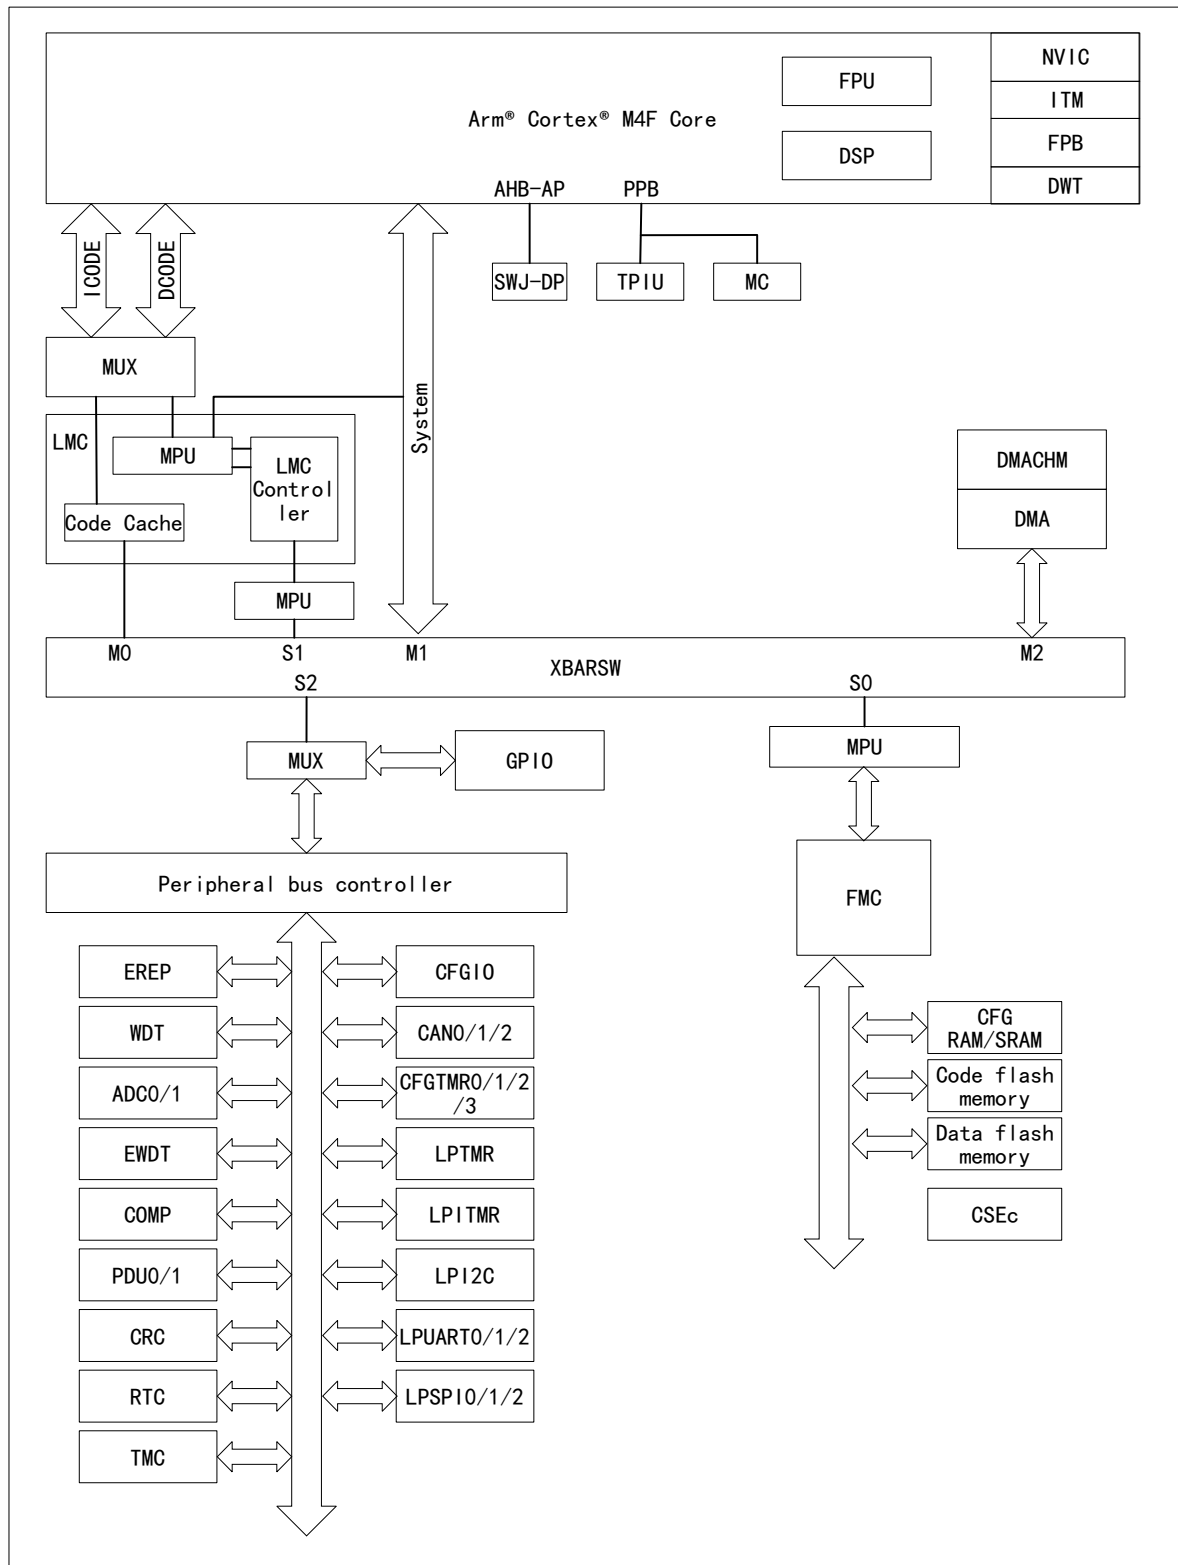 NVIC
FPU
ITM
Arm® Cortex® M4F Core
FPB
DSP
DWT
AHB-AP
PPB
ICODE
DCODE
SWJ-DP
TPIU
MC
MUX
System
LMC
MPU
LMC
Control
ler
DMACHM
Code Cache
DMA
MPU
M0
S1
M1
M2
XBARSW
S2
S0
MUX
GPIO
MPU
Peripheral bus controller
FMC
EREP
CFGIO
WDT
CAN0/1/2
CFG
RAM/SRAM
ADC0/1
CFGTMR0/1/2
/3
Code flash
memory
EWDT
LPTMR
Data flash
memory
COMP
LPITMR
CSEc
PDU0/1
LPI2C
CRC
LPUART0/1/2
RTC
LPSPI0/1/2
TMC